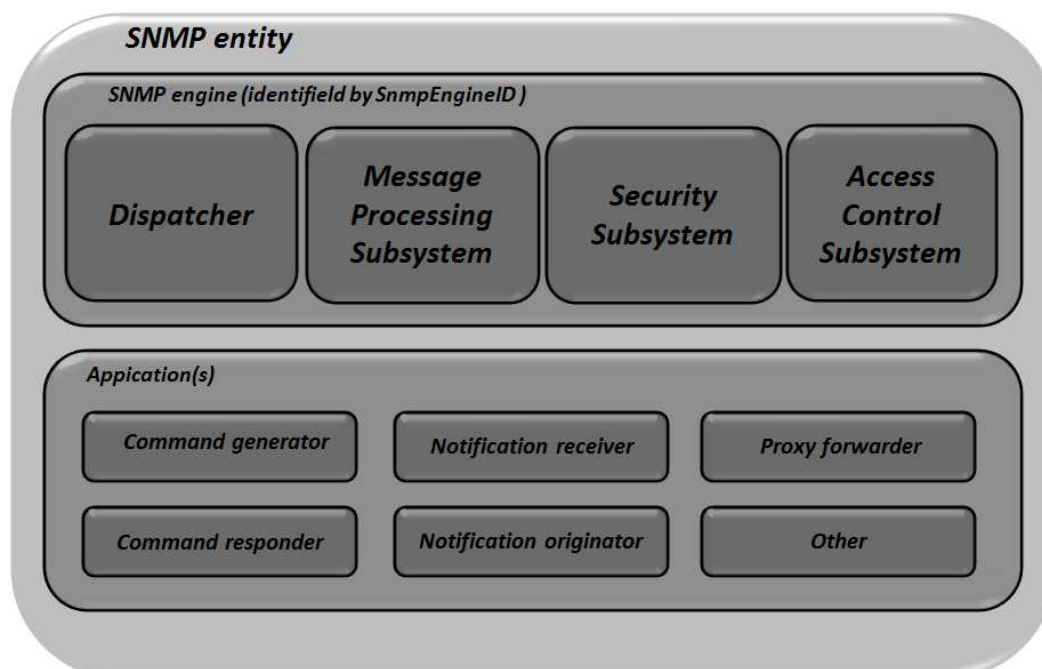 SNMP entity
SNMP engine (identifield by SnmpEngineID )
Dispatcher
Message
Processing
Subsystem
Security
Subsystem
Access
Control
Subsystem
Appication(s)
Command generator
Notification receiver
Proxy forwarder
Command responder
Notification originator
Other